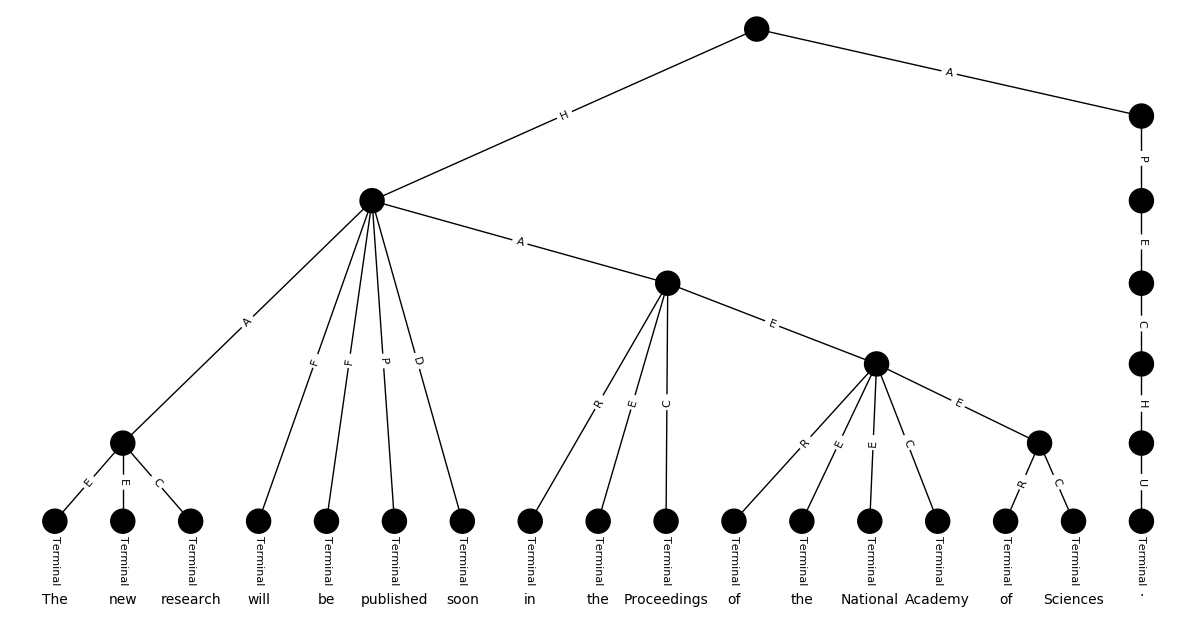 A
H
P
A
E
A
E
C
F
F
P
D
R
E
C
E
H
R
E
E
C
E
E
C
R
C
U
Terminal Terminal Terminal Terminal Terminal Terminal Terminal Terminal Terminal Terminal Terminal Terminal Terminal Terminal Terminal Terminal Terminal
The new research will be published soon in the Proceedings of the National Academy of Sciences .